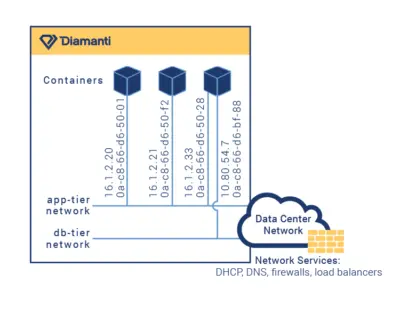 Diamanti
Containers
16.1.2.20
0a-c8-66-d6-50-01
16.1.2.21
0a-c8-66-d6-50-f2
16.1.2.33
0a-c8-66-d6-50-28
10.80.54.7
0a-c8-66-d6-bf-88
app-tier
network
db-tier
network
Data Center
Network
Network Services:
DHCP, DNS, firewalls, load balancers